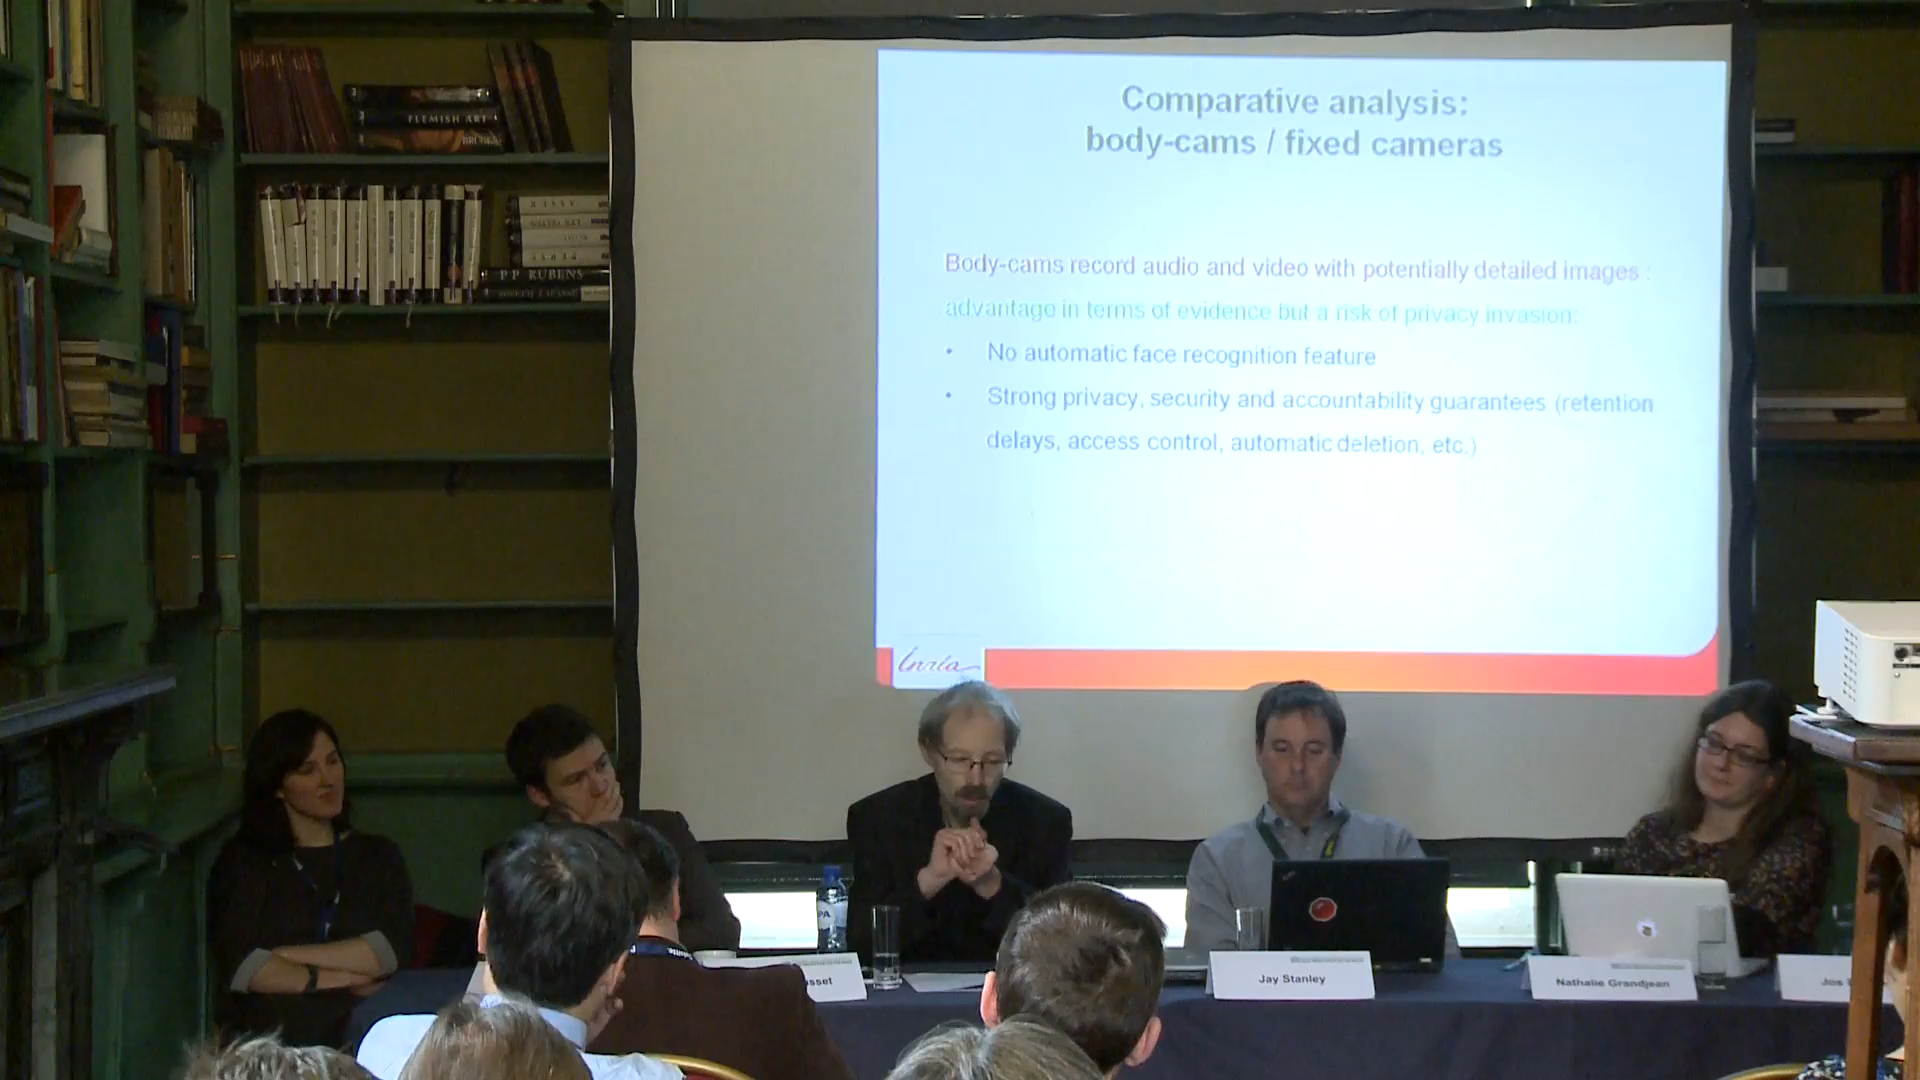 FLEMISH ART
P P RUBENS
Comparative analysis:
body-cams / fixed cameras
Body-cams record audio and video with potentially detailed images :
advantage in terms of evidence but a risk of privacy invasion:
• No automatic face recognition feature
• Strong privacy, security and accountability guarantees (retention
delays, access control, automatic deletion, etc.)
Inria
Jay Stanley
Nathalie Grandjean